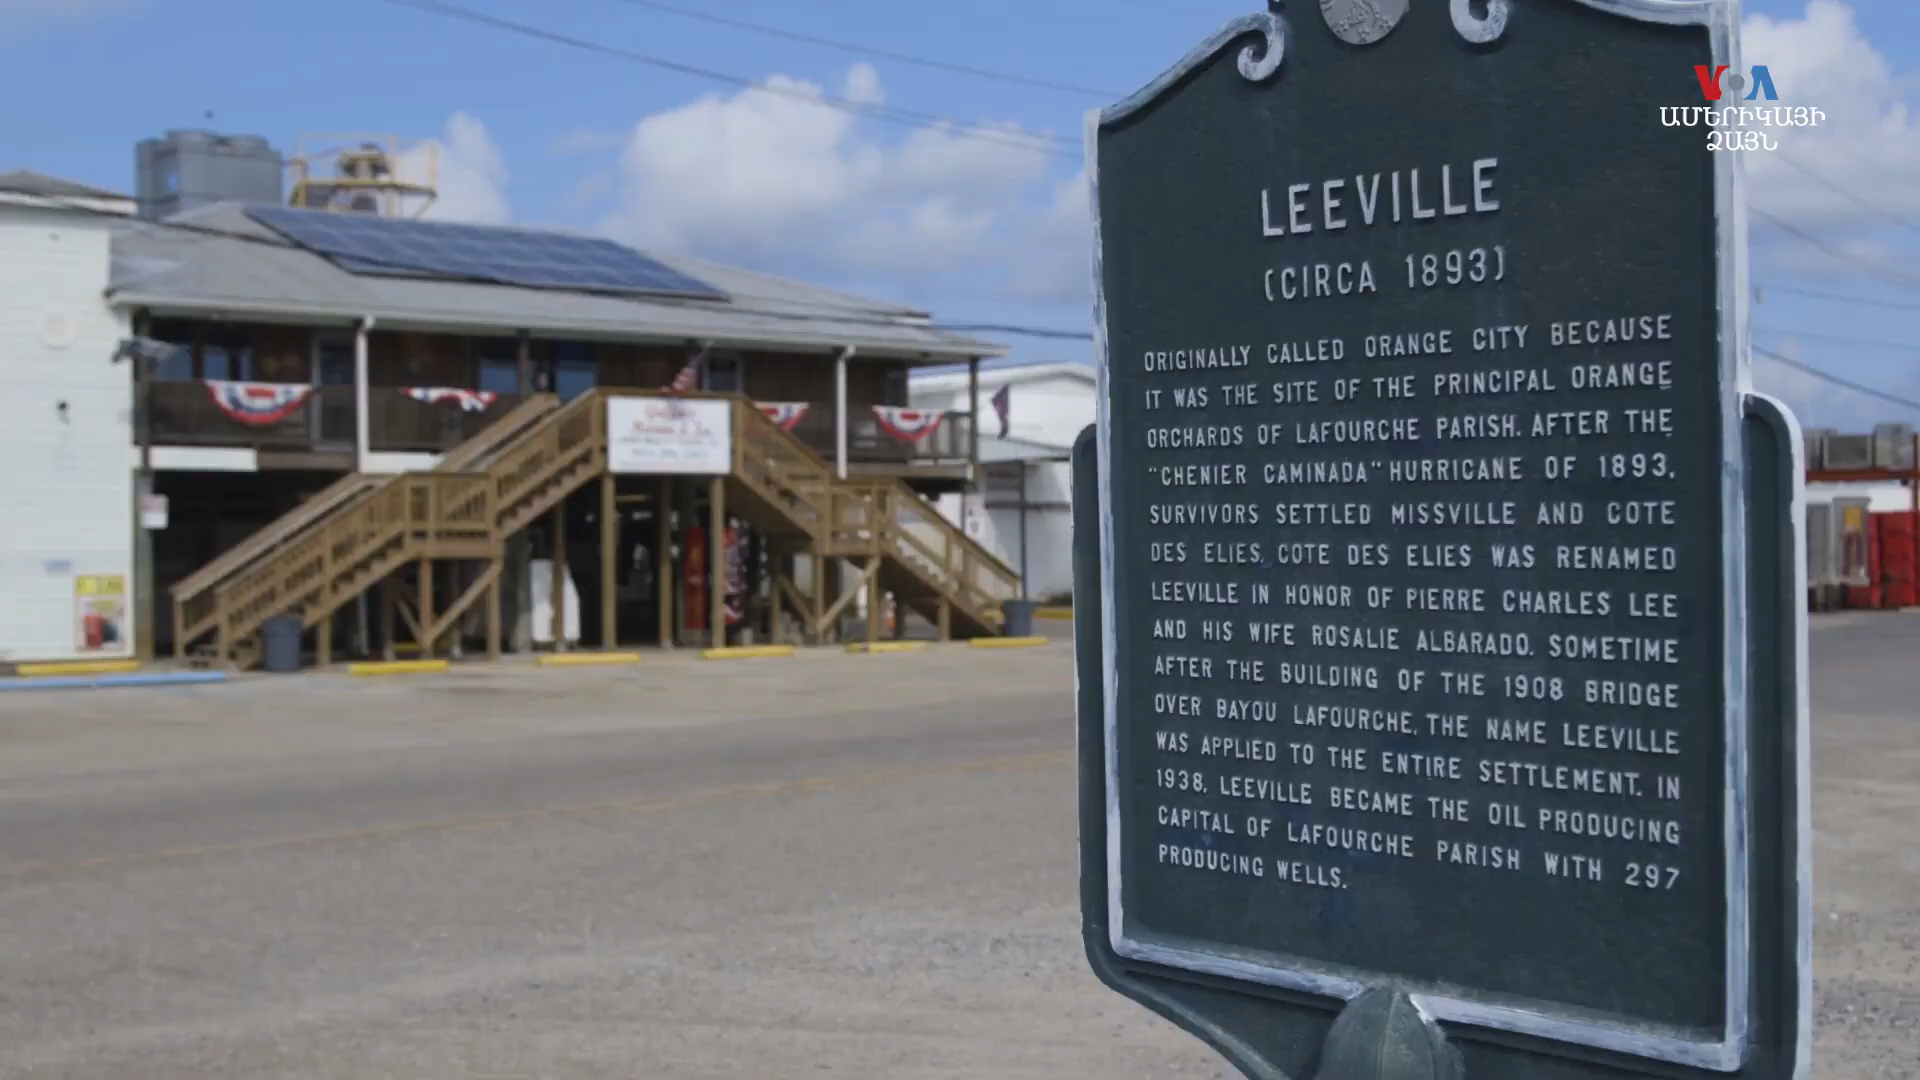 VOA
ԱՄԵՐԻԿԱՅԻ
ՁԱՅՆ
LEEVILLE
(CIRCA 1893)
ORIGINALLY CALLED ORANGE CITY BECAUSE
IT WAS THE SITE OF THE PRINCIPAL ORANGE
ORCHARDS OF LAFOURCHE PARISH. AFTER THE
"CHENIER CAMINADA" HURRICANE OF 1893,
SURVIVORS SETTLED MISSVILLE AND COTE
DES ELIES. COTE DES ELIES WAS RENAMED
LEEVILLE IN HONOR OF PIERRE CHARLES LEE
AND HIS WIFE ROSALIE ALBARADO. SOMETIME
AFTER THE BUILDING OF THE 1908 BRIDGE
OVER BAYOU LAFOURCHE, THE NAME LEEVILLE
WAS APPLIED TO THE ENTIRE SETTLEMENT. IN
1938, LEEVILLE BECAME THE OIL PRODUCING
CAPITAL OF LAFOURCHE PARISH WITH 297
PRODUCING WELLS.